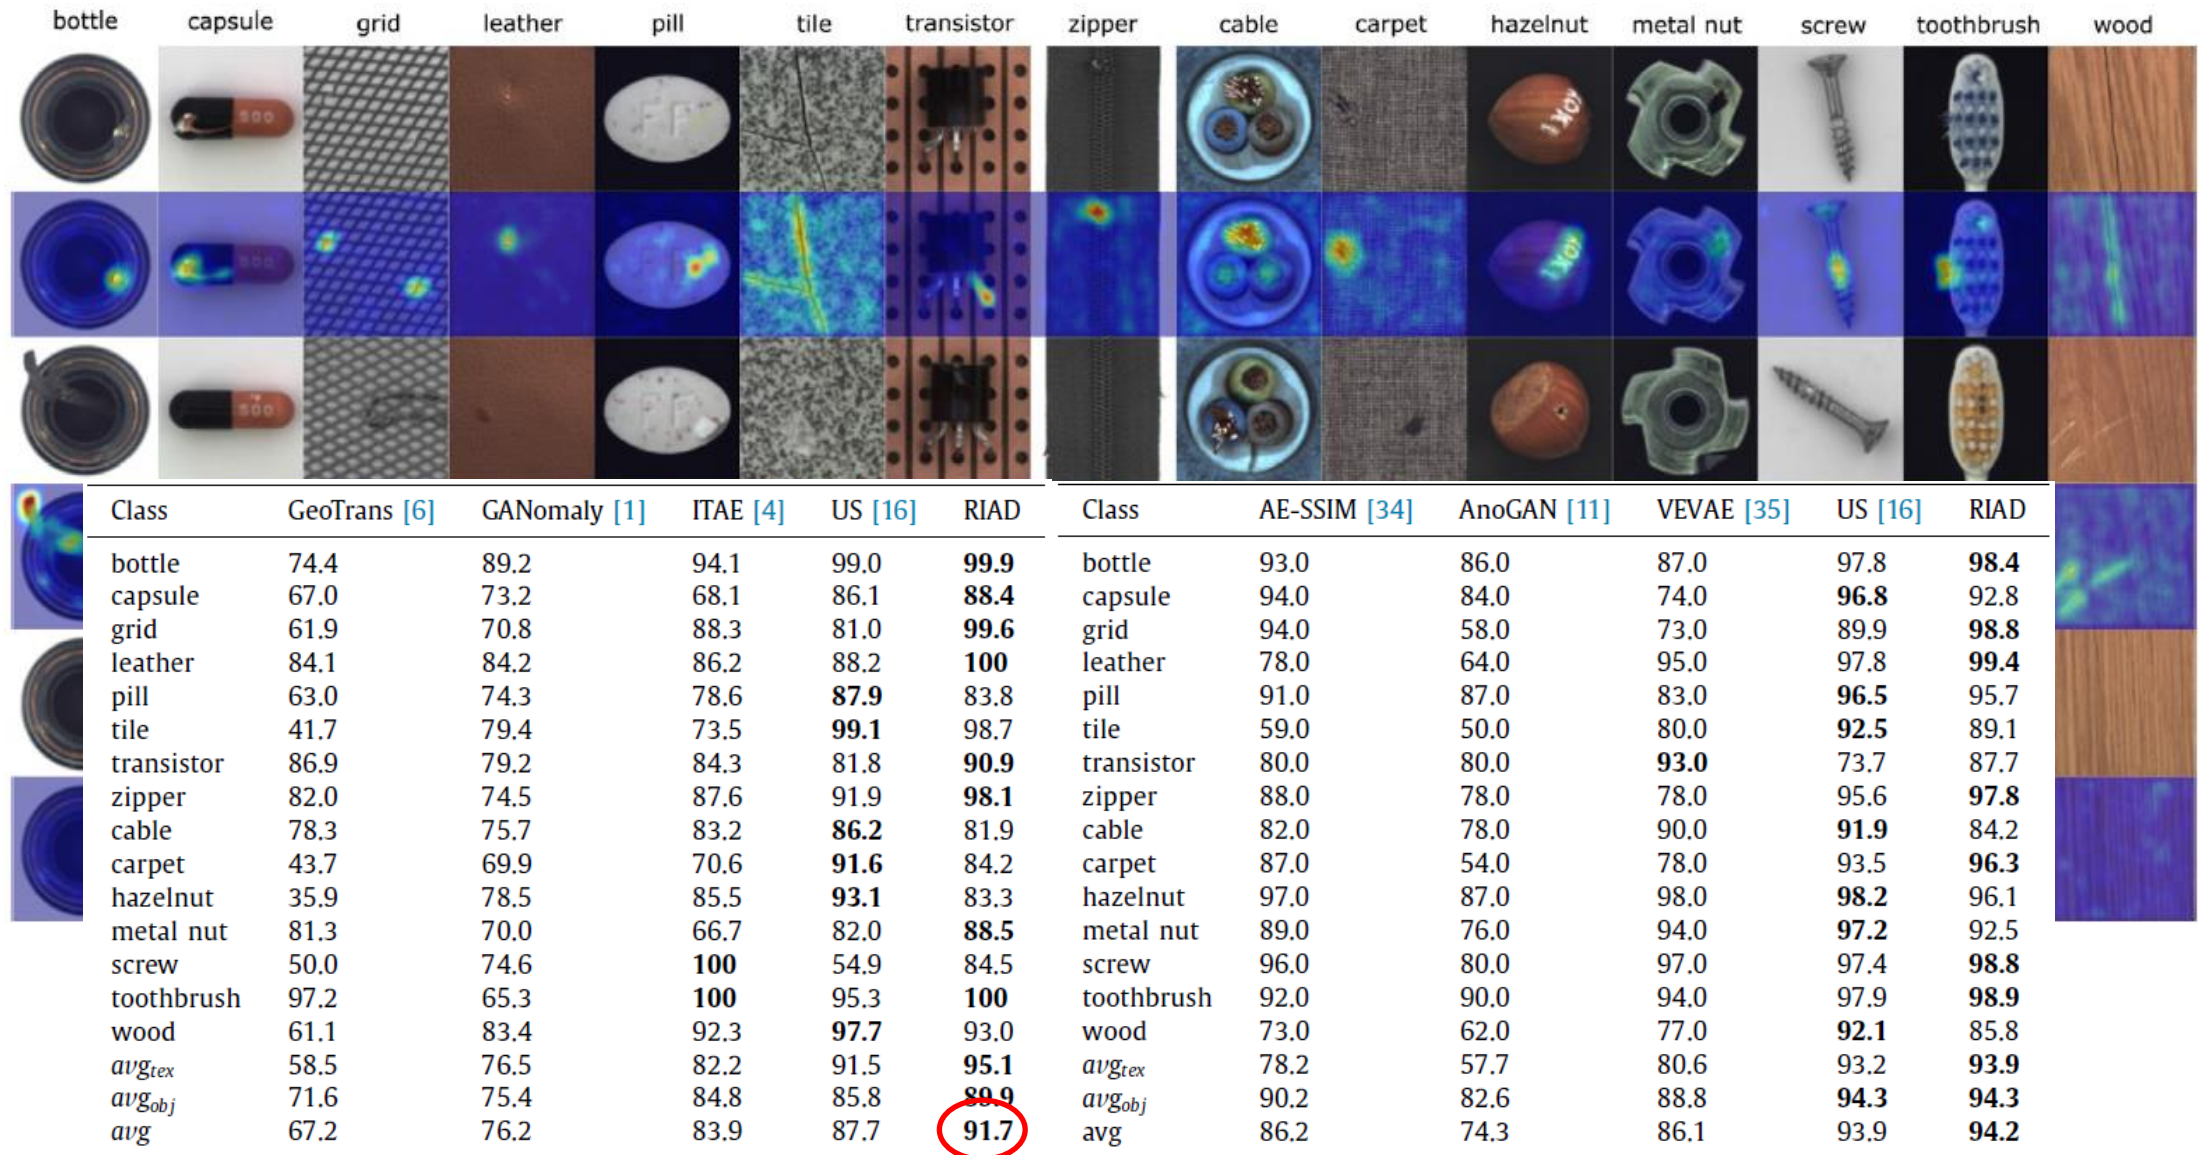 bottle capsule grid leather pill tile transistor zipper cable carpet hazelnut metal nut screw toothbrush wood
Class GeoTrans [6] GANomaly [1] ITAE [4] US [16] RIAD
bottle 74.4 89.2 94.1 99.0 99.9
capsule 67.0 73.2 68.1 86.1 88.4
grid 61.9 70.8 88.3 81.0 99.6
leather 84.1 84.2 86.2 88.2 100
pill 63.0 74.3 78.6 87.9 83.8
tile 41.7 79.4 73.5 99.1 98.7
transistor 86.9 79.2 84.3 81.8 90.9
zipper 82.0 74.5 87.6 91.9 98.1
cable 78.3 75.7 83.2 86.2 81.9
carpet 43.7 69.9 70.6 91.6 84.2
hazelnut 35.9 78.5 85.5 93.1 83.3
metal nut 81.3 70.0 66.7 82.0 88.5
screw 50.0 74.6 100 54.9 84.5
toothbrush 97.2 65.3 100 95.3 100
wood 61.1 83.4 92.3 97.7 93.0
avgtex 58.5 76.5 82.2 91.5 95.1
avgobj 71.6 75.4 84.8 85.8 89.9
avg 67.2 76.2 83.9 87.7 91.7
Class AE-SSIM [34] AnoGAN [11] VEVAE [35] US [16] RIAD
bottle 93.0 86.0 87.0 97.8 98.4
capsule 94.0 84.0 74.0 96.8 92.8
grid 94.0 58.0 73.0 89.9 98.8
leather 78.0 64.0 95.0 97.8 99.4
pill 91.0 87.0 83.0 96.5 95.7
tile 59.0 50.0 80.0 92.5 89.1
transistor 80.0 80.0 93.0 73.7 87.7
zipper 88.0 78.0 78.0 95.6 97.8
cable 82.0 78.0 90.0 91.9 84.2
carpet 87.0 54.0 78.0 93.5 96.3
hazelnut 97.0 87.0 98.0 98.2 96.1
metal nut 89.0 76.0 94.0 97.2 92.5
screw 96.0 80.0 97.0 97.4 98.8
toothbrush 92.0 90.0 94.0 97.9 98.9
wood 73.0 62.0 77.0 92.1 85.8
avgtex 78.2 57.7 80.6 93.2 93.9
avgobj 90.2 82.6 88.8 94.3 94.3
avg 86.2 74.3 86.1 93.9 94.2